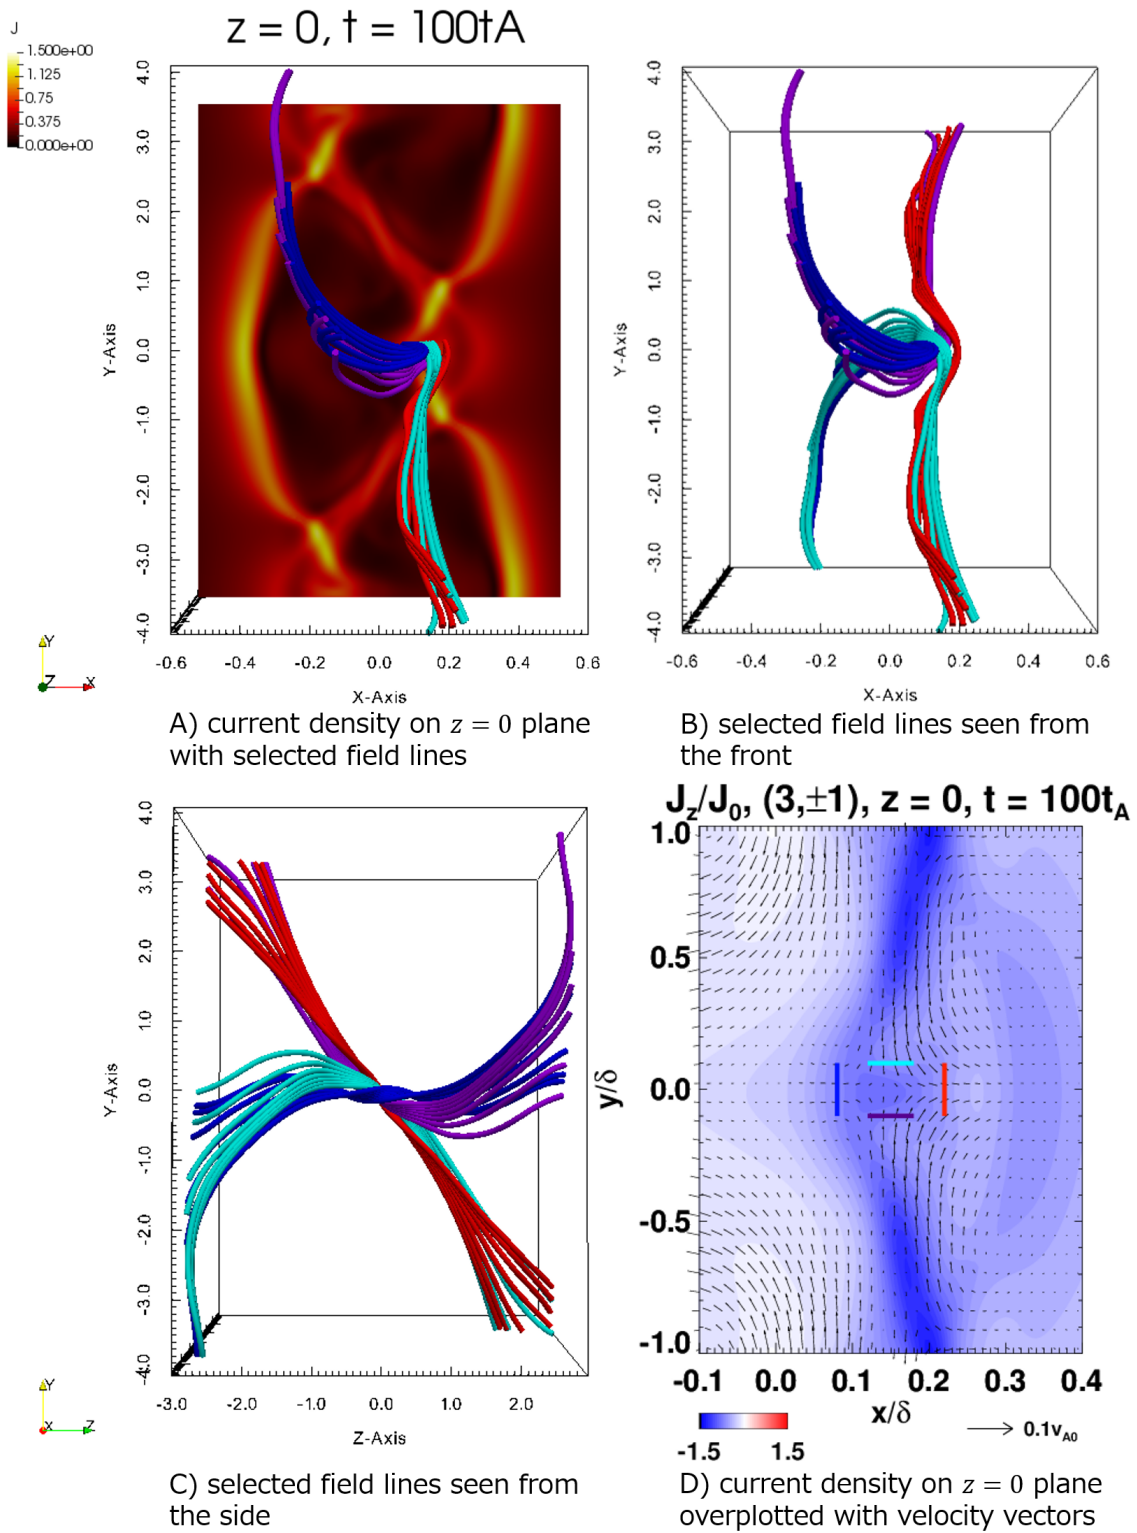 z = 0, t = 100tA
J
1.500e+00
1.125
0.75
0.375
0.000e+00
4.0
3.0
2.0
1.0
0.0
-1.0
-2.0
-3.0
-4.0
Y-Axis
-0.6 -0.4 -0.2 0.0 0.2 0.4 0.6
X-Axis
Y
Z
X
A) current density on z = 0 plane
with selected field lines
4.0
3.0
2.0
1.0
0.0
-1.0
-2.0
-3.0
-4.0
Y-Axis
-0.6 -0.4 -0.2 0.0 0.2 0.4 0.6
X-Axis
B) selected field lines seen from
the front
4.0
3.0
2.0
1.0
0.0
-1.0
-2.0
-3.0
-4.0
Y-Axis
-3.0 -2.0 -1.0 0.0 1.0 2.0
Z-Axis
Y
X
Z
C) selected field lines seen from
the side
J_z/J_0, (3,±1), z = 0, t = 100t_A
1.0
0.5
0.0
-0.5
-1.0
y/δ
-0.1 0.0 0.1 0.2 0.3 0.4
x/δ
-1.5 1.5
0.1v_A0
D) current density on z = 0 plane
overplotted with velocity vectors